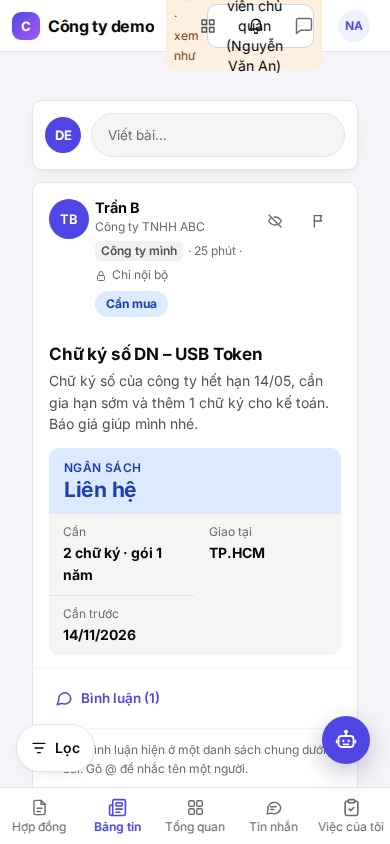 C
Công ty demo
·
xem
như
viên chủ
quán
(Nguyễn
Văn An)
NA
DE
Viết bài...
TB
Trần B
Công ty TNHH ABC
Công ty mình · 25 phút ·
Chỉ nội bộ
Cần mua
Chữ ký số DN – USB Token
Chữ ký số của công ty hết hạn 14/05, cần
gia hạn sớm và thêm 1 chữ ký cho kế toán.
Báo giá giúp mình nhé.
NGÂN SÁCH
Liên hệ
Cần
2 chữ ký · gói 1
năm
Giao tại
TP.HCM
Cần trước
14/11/2026
Bình luận (1)
Lọc
ình luận hiện ở một danh sách chung dưới
bài. Gõ @ để nhắc tên một người.
Hợp đồng
Bảng tin
Tổng quan
Tin nhắn
Việc của tôi